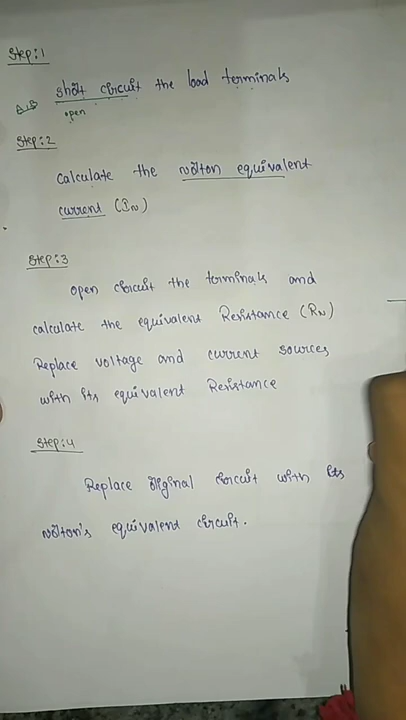 Step:1
short circuit the load terminals
open
Step:2
calculate the Norton equivalent
current (IN)
Step:3
open circuit the terminals and
calculate the equivalent Resistance (RN)
Replace voltage and current sources
with its equivalent Resistance
Step:4
Replace original circuit with its
Norton's equivalent circuit.